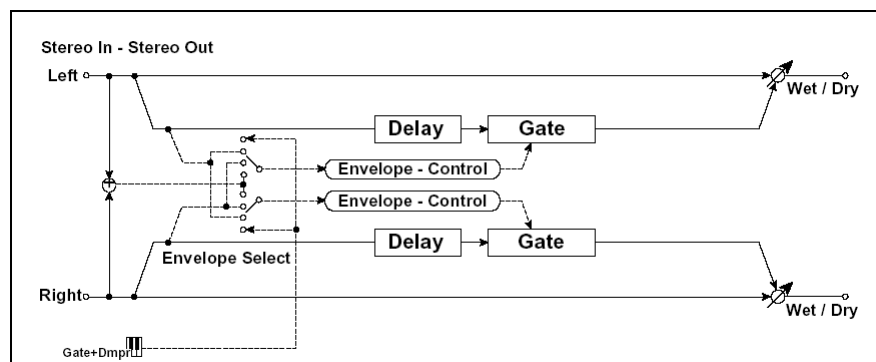 Stereo In - Stereo Out
Left
Wet / Dry
Delay
Gate
Envelope - Control
+
Envelope - Control
Delay
Gate
Envelope Select
Right
Wet / Dry
Gate+Dmpr